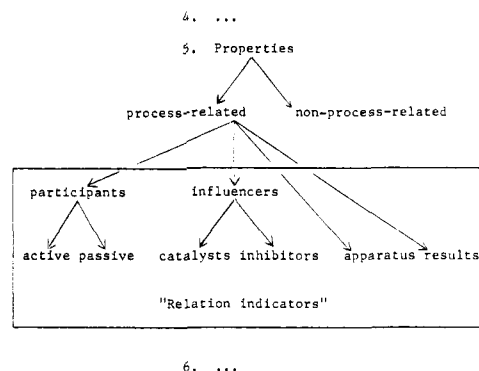 4. ...
5. Properties
process-related non-process-related
participants influencers
active passive catalysts inhibitors apparatus results
"Relation indicators"
6. ...